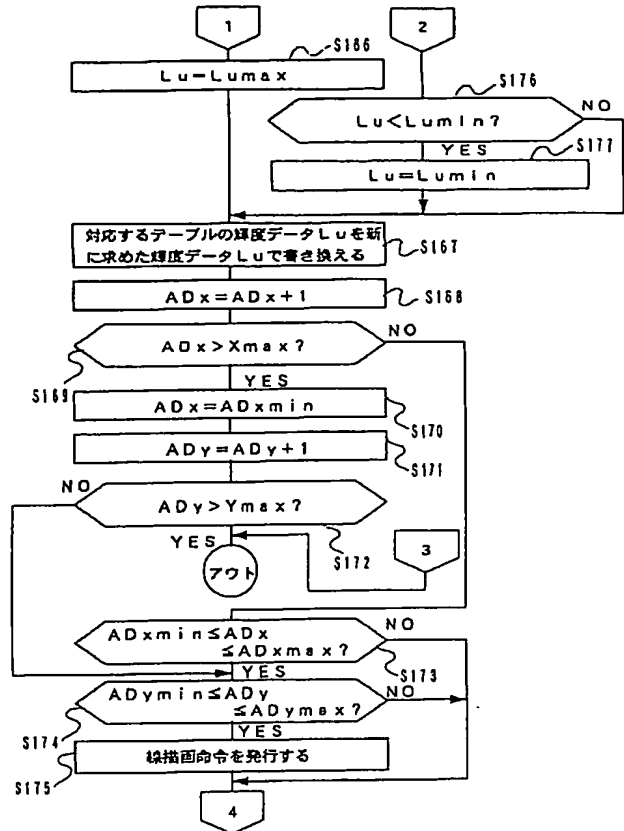 1
2
S166
Lu=Lumax
S176
Lu<Lumin?
NO
YES
S177
Lu=Lumin
対応するテーブルの輝度データLuを新
に求めた輝度データLuで書き換える
S167
ADx=ADx+1
S168
ADx>Xmax?
NO
S169
YES
ADx=ADxmin
S170
ADy=ADy+1
S171
NO
ADy>Ymax?
YES
S172
3
アウト
ADxmin≤ADx
≤ADxmax?
NO
YES
S173
ADymin≤ADy
≤ADymax?
NO
S174
YES
線描画命令を発行する
S175
4